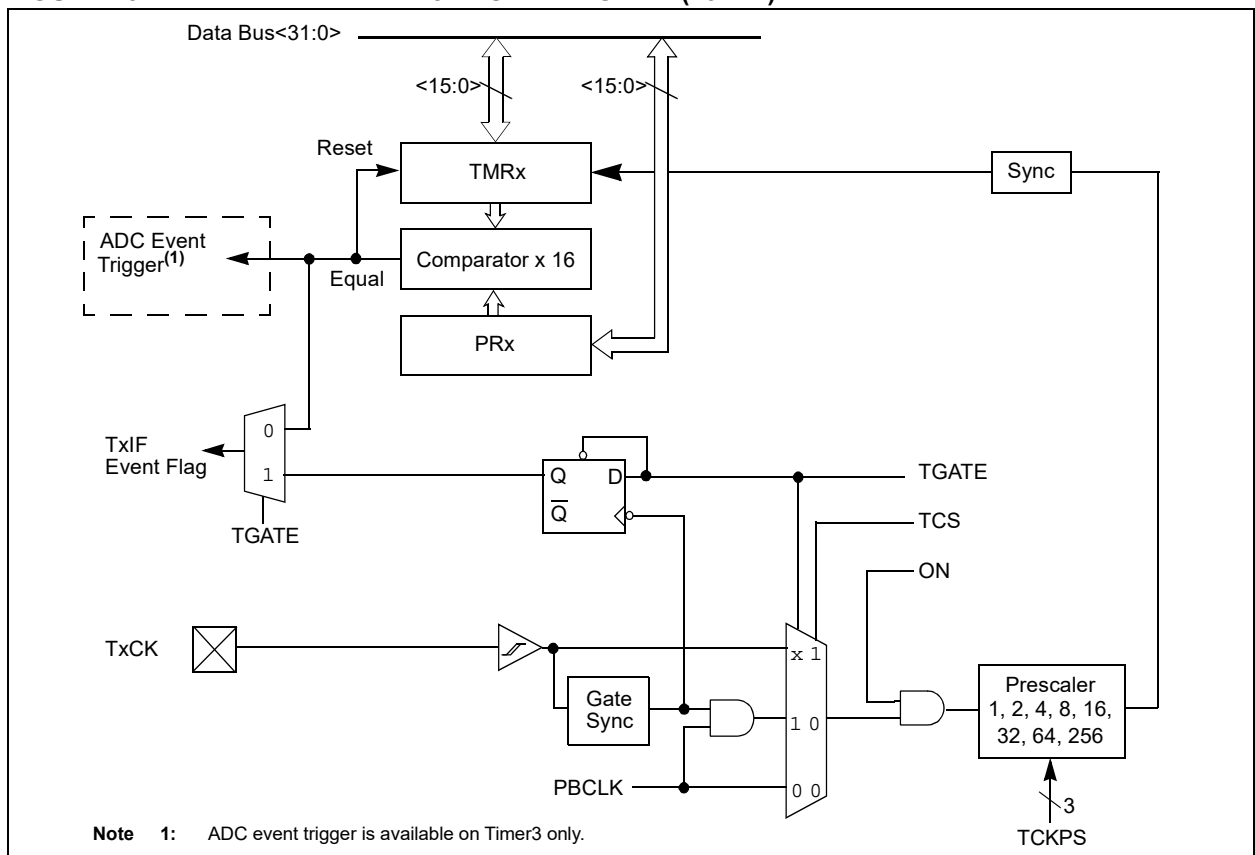 Data Bus<31:0>
<15:0>
<15:0>
Reset
TMRx
Sync
ADC Event
Trigger(1)
Equal
Comparator x 16
PRx
0
1
TxIF
Event Flag
TGATE
Q
D
Q
TGATE
TCS
ON
TxCK
x 1
Gate
Sync
1 0
Prescaler
1, 2, 4, 8, 16,
32, 64, 256
PBCLK
0 0
3
TCKPS
Note 1: ADC event trigger is available on Timer3 only.